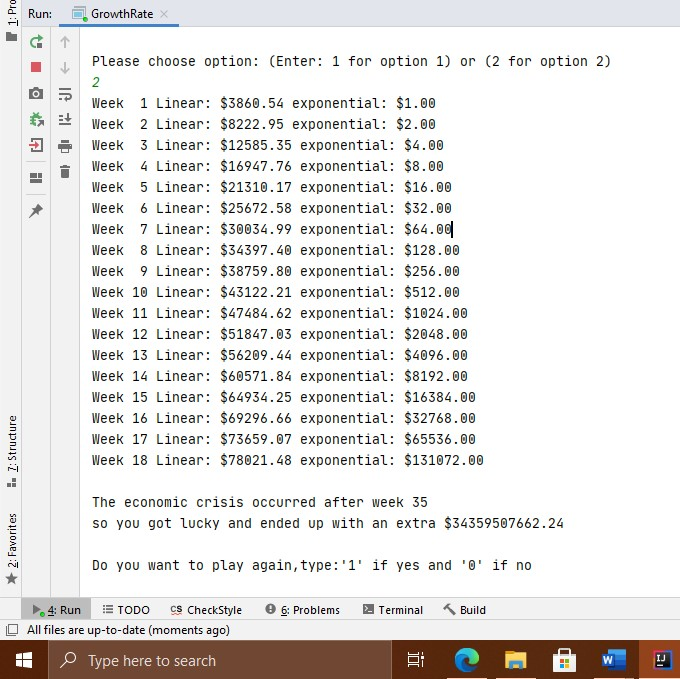 1: Pro
Run: GrowthRate
Please choose option: (Enter: 1 for option 1) or (2 for option 2)
2
Week  1 Linear: $3860.54 exponential: $1.00
Week  2 Linear: $8222.95 exponential: $2.00
Week  3 Linear: $12585.35 exponential: $4.00
Week  4 Linear: $16947.76 exponential: $8.00
Week  5 Linear: $21310.17 exponential: $16.00
Week  6 Linear: $25672.58 exponential: $32.00
Week  7 Linear: $30034.99 exponential: $64.00
Week  8 Linear: $34397.40 exponential: $128.00
Week  9 Linear: $38759.80 exponential: $256.00
Week 10 Linear: $43122.21 exponential: $512.00
Week 11 Linear: $47484.62 exponential: $1024.00
Week 12 Linear: $51847.03 exponential: $2048.00
Week 13 Linear: $56209.44 exponential: $4096.00
Week 14 Linear: $60571.84 exponential: $8192.00
Week 15 Linear: $64934.25 exponential: $16384.00
Week 16 Linear: $69296.66 exponential: $32768.00
Week 17 Linear: $73659.07 exponential: $65536.00
Week 18 Linear: $78021.48 exponential: $131072.00
The economic crisis occurred after week 35
so you got lucky and ended up with an extra $34359507662.24
Do you want to play again,type:'1' if yes and '0' if no
7: Structure
2: Favorites
4: Run TODO CS CheckStyle 6: Problems Terminal Build
All files are up-to-date (moments ago)
Type here to search W IJ